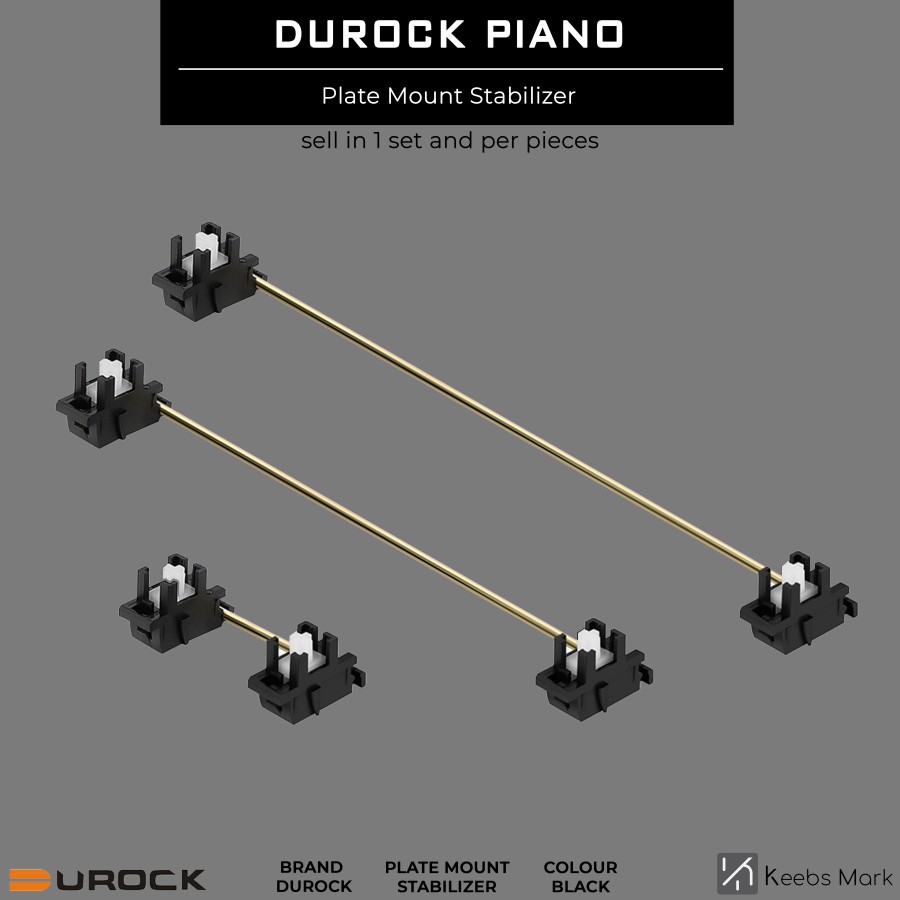 DUROCK PIANO
Plate Mount Stabilizer
sell in 1 set and per pieces
DUROCK
BRAND
DUROCK
PLATE MOUNT
STABILIZER
COLOUR
BLACK
Keebs Mark